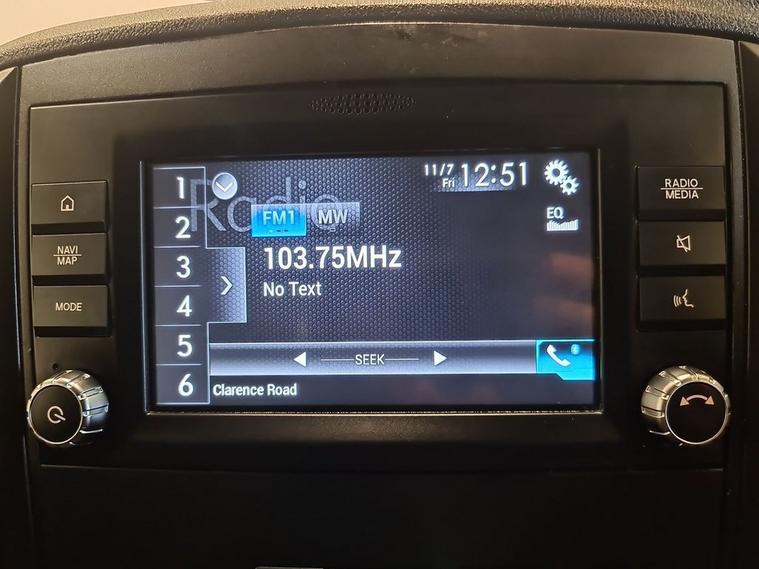 1
2
3
4
5
6
Radio
11/7
Fri
12:51
FM1
MW
EQ
103.75MHz
No Text
SEEK
Clarence Road
NAVI
MAP
MODE
RADIO
MEDIA